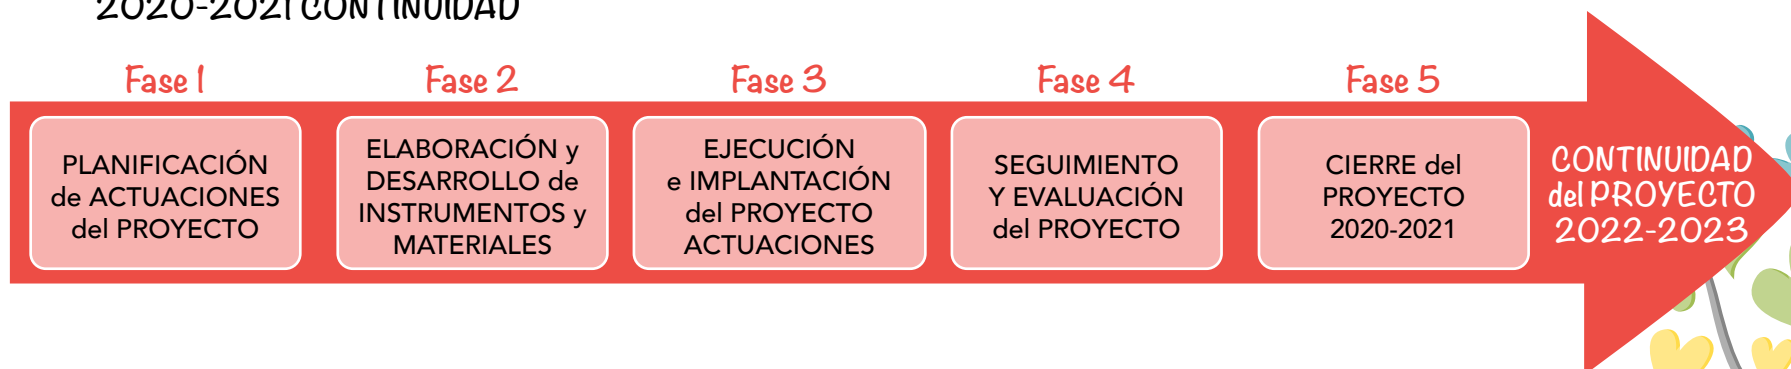 2020-2021 CONTINUIDAD
Fase 1
Fase 2
Fase 3
Fase 4
Fase 5
PLANIFICACIÓN
de ACTUACIONES
del PROYECTO
ELABORACIÓN y
DESARROLLO de
INSTRUMENTOS y
MATERIALES
EJECUCIÓN
e IMPLANTACIÓN
del PROYECTO
ACTUACIONES
SEGUIMIENTO
Y EVALUACIÓN
del PROYECTO
CIERRE del
PROYECTO
2020-2021
CONTINUIDAD
del PROYECTO
2022-2023